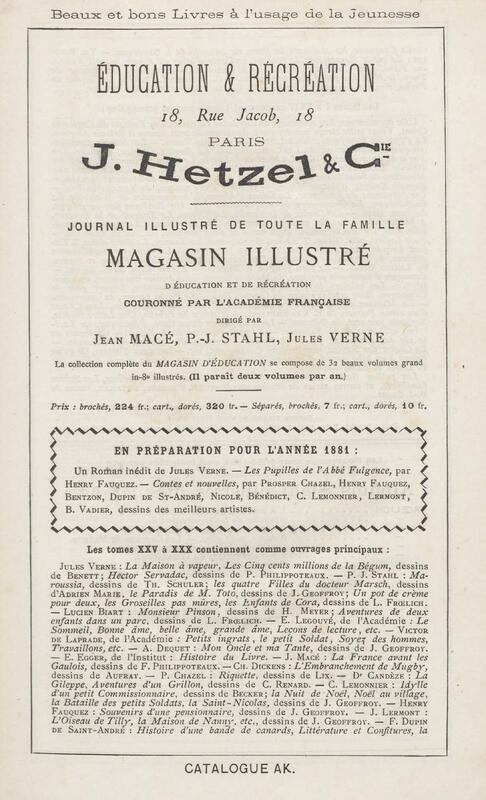 Beaux et bons Livres à l'usage de la Jeunesse
ÉDUCATION & RÉCRÉATION
18, Rue Jacob, 18
PARIS
J. Hetzel & CIE
JOURNAL ILLUSTRÉ DE TOUTE LA FAMILLE
MAGASIN ILLUSTRÉ
D'ÉDUCATION ET DE RÉCRÉATION
COURONNÉ PAR L'ACADÉMIE FRANÇAISE
DIRIGÉ PAR
JEAN MACÉ, P.-J. STAHL, JULES VERNE
La collection complète du MAGASIN D'ÉDUCATION se compose de 32 beaux volumes grand
in-8º illustrés. (Il paraît deux volumes par an.)
Prix : brochés, 224 fr.; cart., dorés, 320 fr. — Séparés, brochés, 7 fr.; cart., dorés, 10 fr.
EN PRÉPARATION POUR L'ANNÉE 1881 :
Un Roman inédit de JULES VERNE. — Les Pupilles de l'Abbé Fulgence, par
HENRY FAUQUEZ. — Contes et nouvelles, par PROSPER CHAZEL, HENRY FAUQUEZ,
BENTZON, DUPIN DE ST-ANDRÉ, NICOLE, BÉNÉDICT, C. LEMONNIER, LERMONT,
B. VADIER, dessins des meilleurs artistes.
Les tomes XXV à XXX contiennent comme ouvrages principaux :
JULES VERNE : La Maison à vapeur, Les Cinq cents millions de la Bégum, dessins
de BENETT; Hector Servadac, dessins de P. PHILIPPOTEAUX. — P. J. STAHL : Ma-
roussia, dessins de TH. SCHULER; les quatre Filles du docteur Marsch, dessins
d'ADRIEN MARIE, le Paradis de M. Toto, dessins de J. GEOFFROY; Un pot de crème
pour deux, les Groseilles pas mûres, les Enfants de Cora, dessins de L. FRŒLICH.
— LUCIEN BIART : Monsieur Pinson, dessins de H. MEYER; Aventures de deux
enfants dans un parc, dessins de L. FRŒLICH. — E. LEGOUVÉ, de l'Académie : Le
Sommeil, Bonne âme, belle âme, grande âme, Leçons de lecture, etc. — VICTOR
DE LAPRADE, de l'Académie : Petits ingrats, le petit Soldat, Soyez des hommes,
Travaillons, etc. — A. DEQUET : Mon Oncle et ma Tante, dessins de J. GEOFFROY.
— E. EGGER, de l'Institut : Histoire du Livre. — J. MACÉ : La France avant les
Gaulois, dessins de F. PHILIPPOTEAUX. — CH. DICKENS : L'Embranchement de Mugby,
dessins de AUFRAY. — P. CHAZEL : Riquette, dessins de LIX. — Dr CANDÈZE : La
Gileppe, Aventures d'un Grillon, dessins de C. RENARD. — C. LEMONNIER : Idylle
d'un petit Commissionnaire, dessins de BECKER; la Nuit de Noël, Noël au village,
la Bataille des petits Soldats, la Saint-Nicolas, dessins de J. GEOFFROY. — HENRY
FAUQUEZ : Souvenirs d'une pensionnaire, dessins de J. GEOFFROY. — J. LERMONT :
L'Oiseau de Tilly, la Maison de Nanny, etc., dessins de J. GEOFFROY. — F. DUPIN
DE SAINT-ANDRÉ : Histoire d'une bande de canards, Littérature et Confitures, la
CATALOGUE AK.